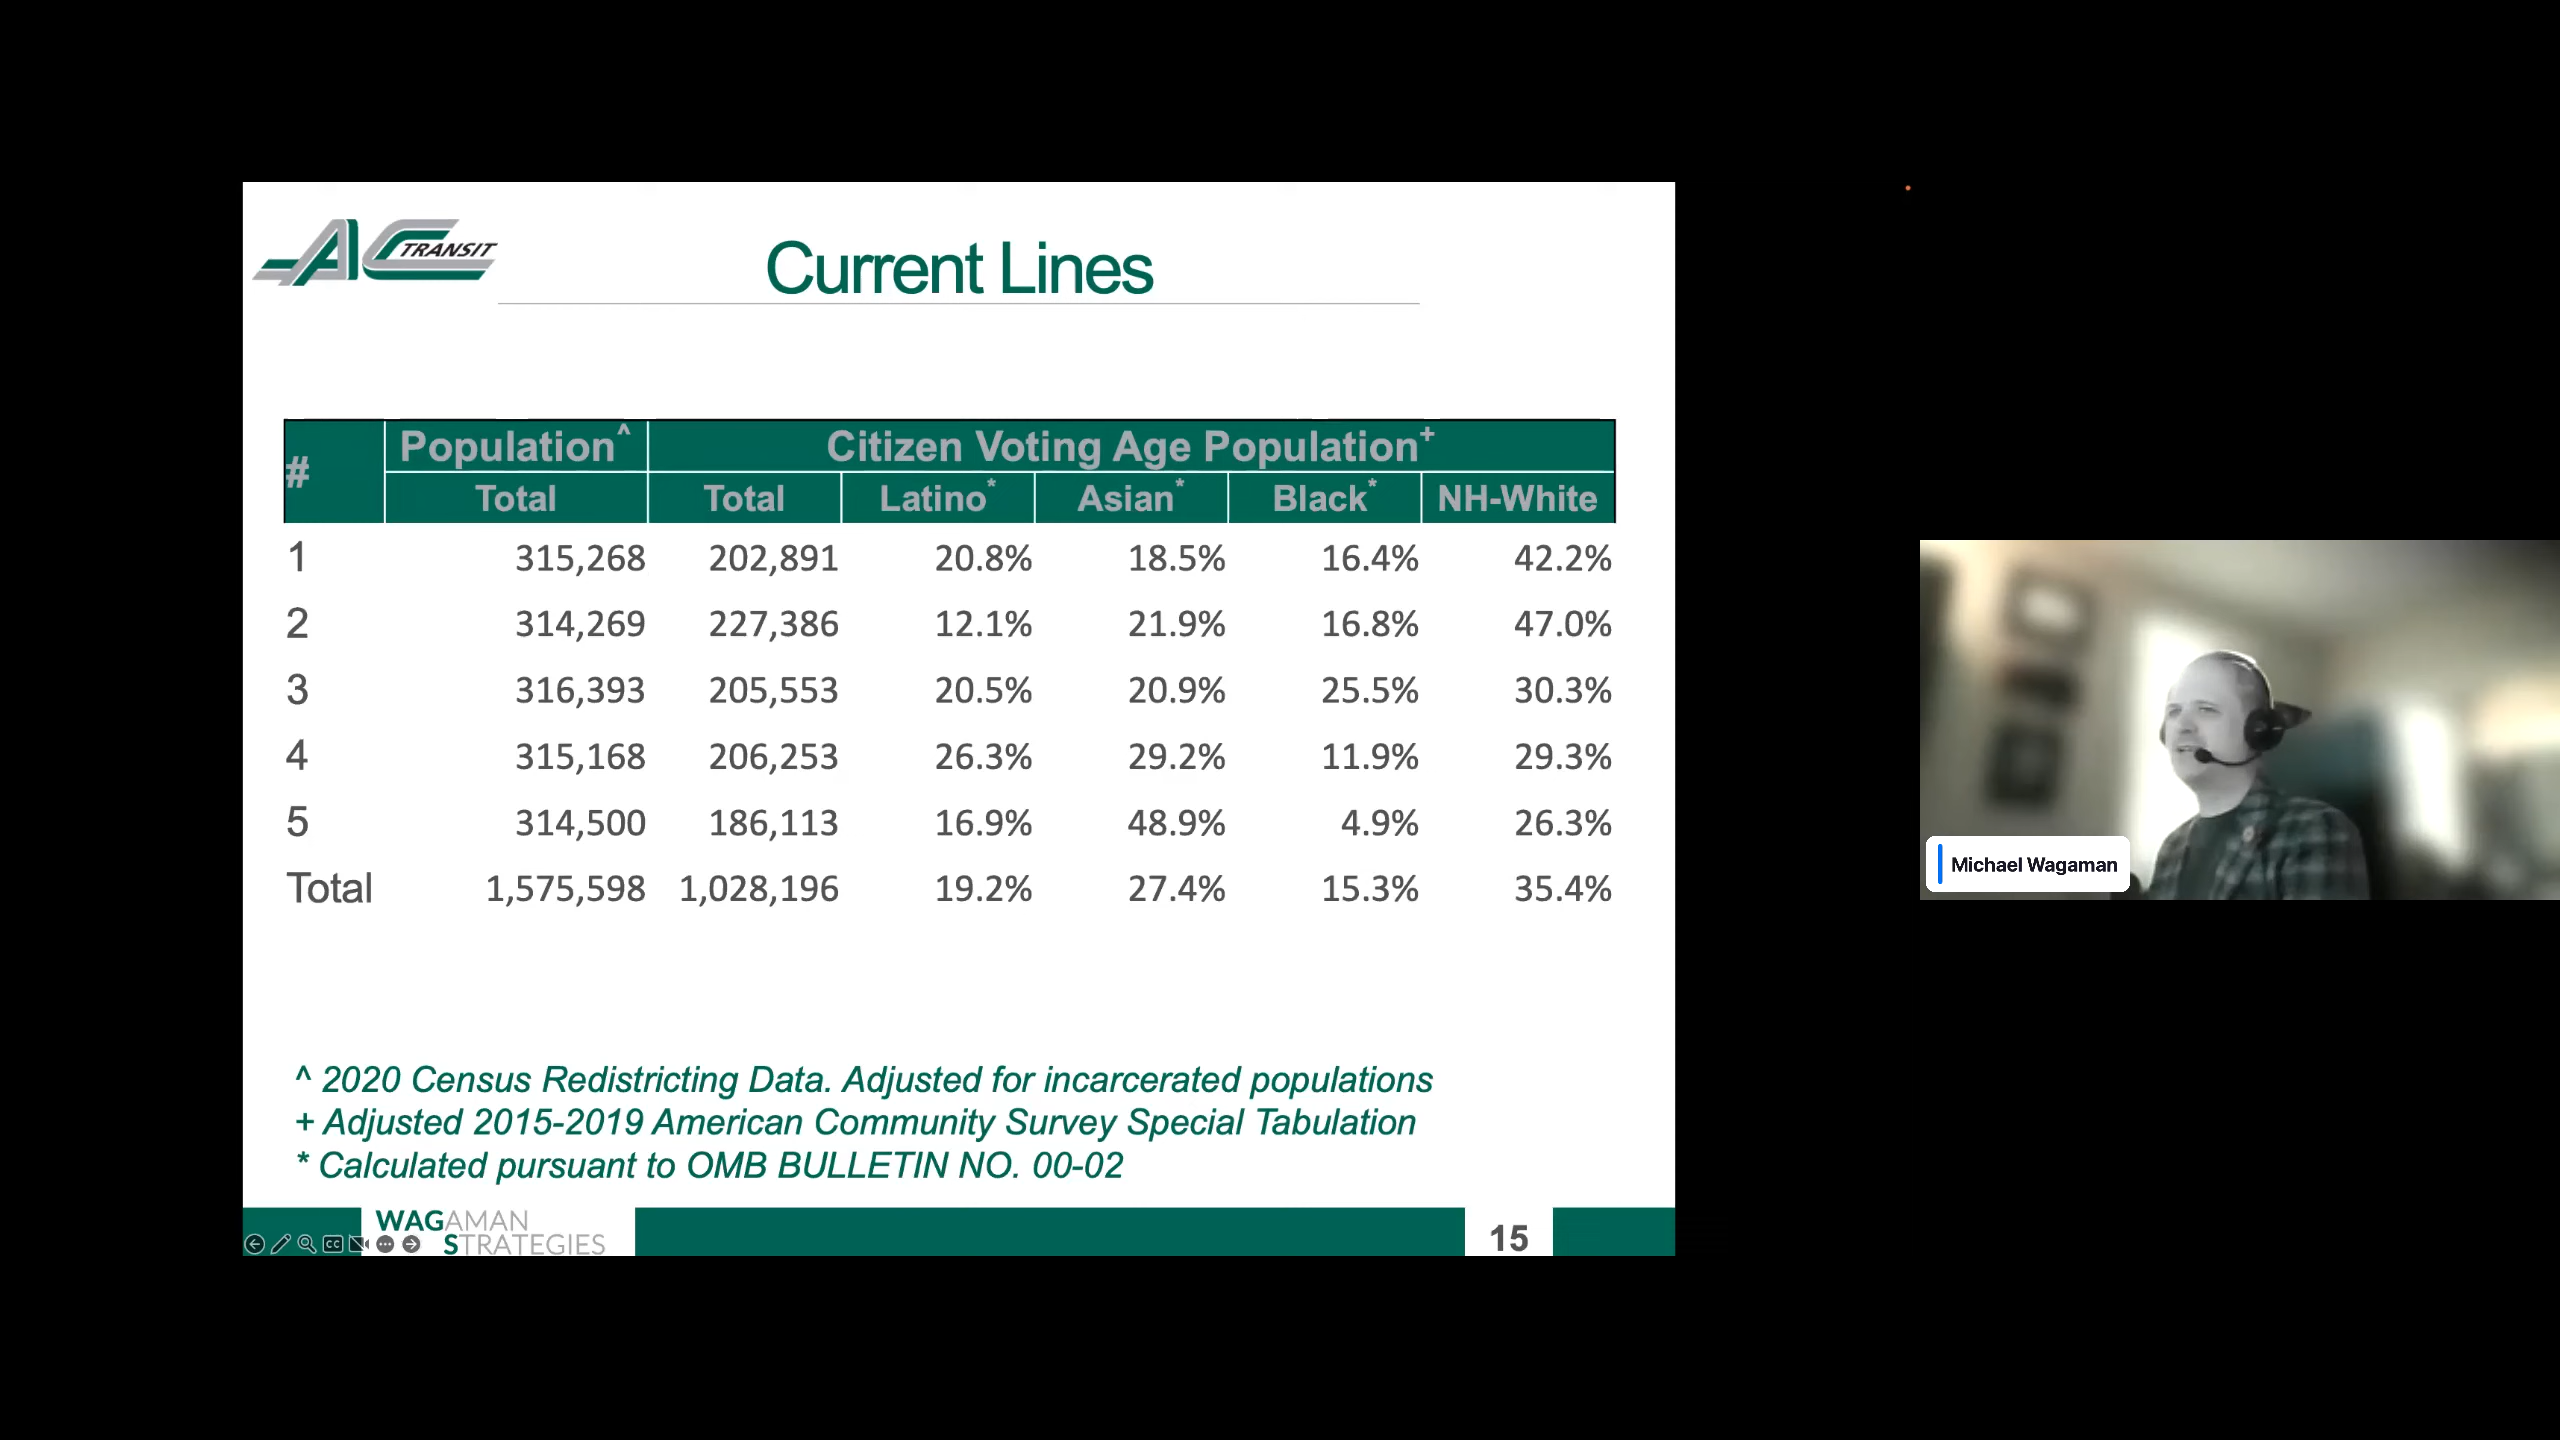 AC TRANSIT
Current Lines
# Population^ Citizen Voting Age Population+
Total Total Latino* Asian* Black* NH-White
1 315,268 202,891 20.8% 18.5% 16.4% 42.2%
2 314,269 227,386 12.1% 21.9% 16.8% 47.0%
3 316,393 205,553 20.5% 20.9% 25.5% 30.3%
4 315,168 206,253 26.3% 29.2% 11.9% 29.3%
5 314,500 186,113 16.9% 48.9% 4.9% 26.3%
Total 1,575,598 1,028,196 19.2% 27.4% 15.3% 35.4%
Michael Wagaman
^ 2020 Census Redistricting Data. Adjusted for incarcerated populations
+ Adjusted 2015-2019 American Community Survey Special Tabulation
* Calculated pursuant to OMB BULLETIN NO. 00-02
WAGAMAN
STRATEGIES
CC
15